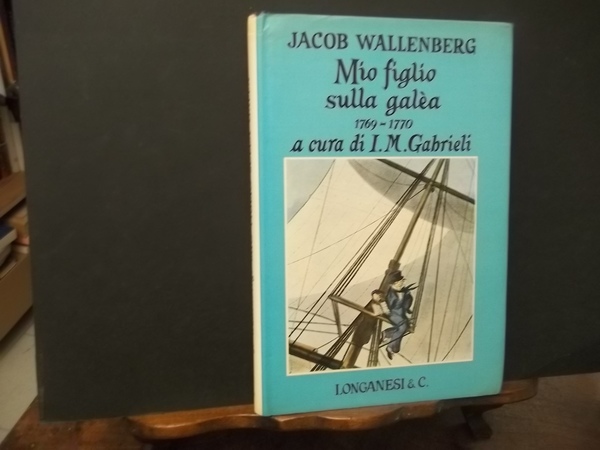 JACOB WALLENBERG
Mio figlio
sulla galèa
1769-1770
a cura di I. M. Gabrieli
LONGANESI & C.